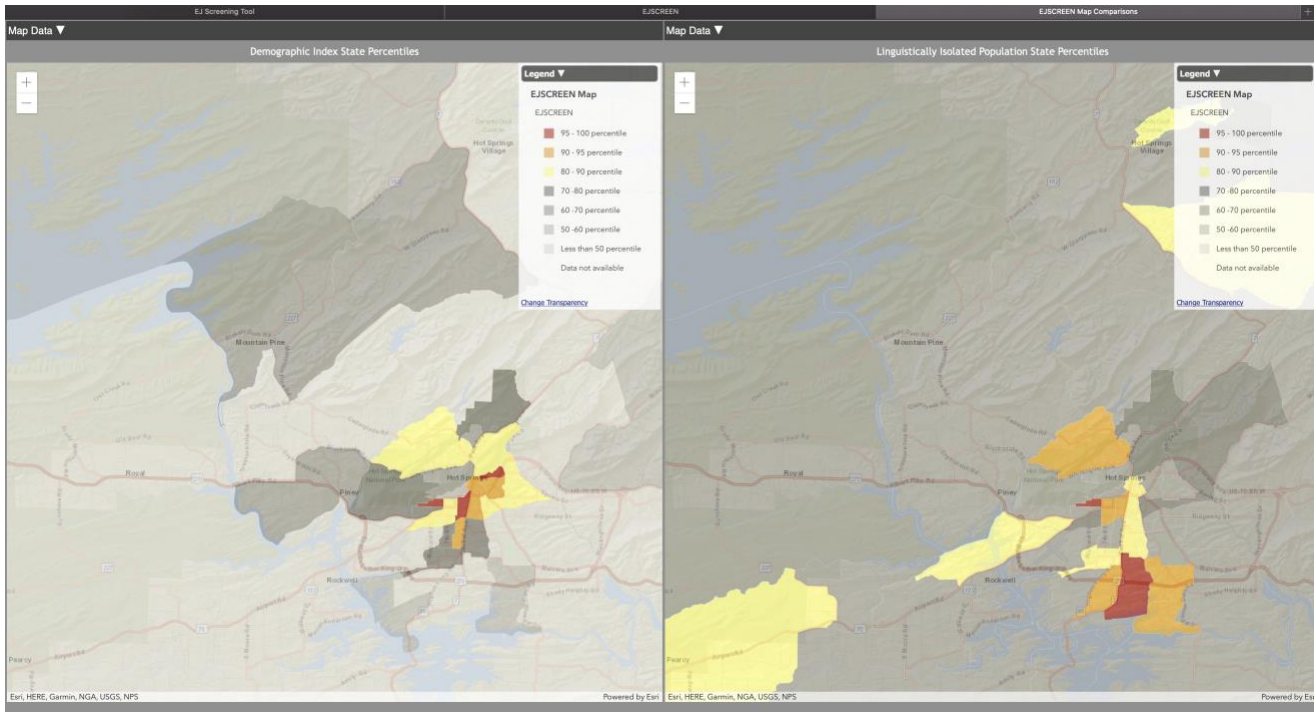 EJ Screening Tool
EJSCREEN
EJSCREEN Map Comparisons
+
Map Data ▼
Map Data ▼
Demographic Index State Percentiles
Linguistically Isolated Population State Percentiles
+
−
Legend ▼
EJSCREEN Map
EJSCREEN
95 - 100 percentile
90 - 95 percentile
80 - 90 percentile
70 -80 percentile
60 -70 percentile
50 -60 percentile
Less than 50 percentile
Data not available
Change Transparency
Hot Springs
Village
Mountain Pine
Royal
Piney
Hot Springs
Rockwell
Pearcy
Esri, HERE, Garmin, NGA, USGS, NPS
Powered by Esri
+
−
Legend ▼
EJSCREEN Map
EJSCREEN
95 - 100 percentile
90 - 95 percentile
80 - 90 percentile
70 -80 percentile
60 -70 percentile
50 -60 percentile
Less than 50 percentile
Data not available
Change Transparency
Hot Springs
Village
Mountain Pine
Royal
Piney
Hot Springs
Rockwell
Pearcy
Esri, HERE, Garmin, NGA, USGS, NPS
Powered by Esri